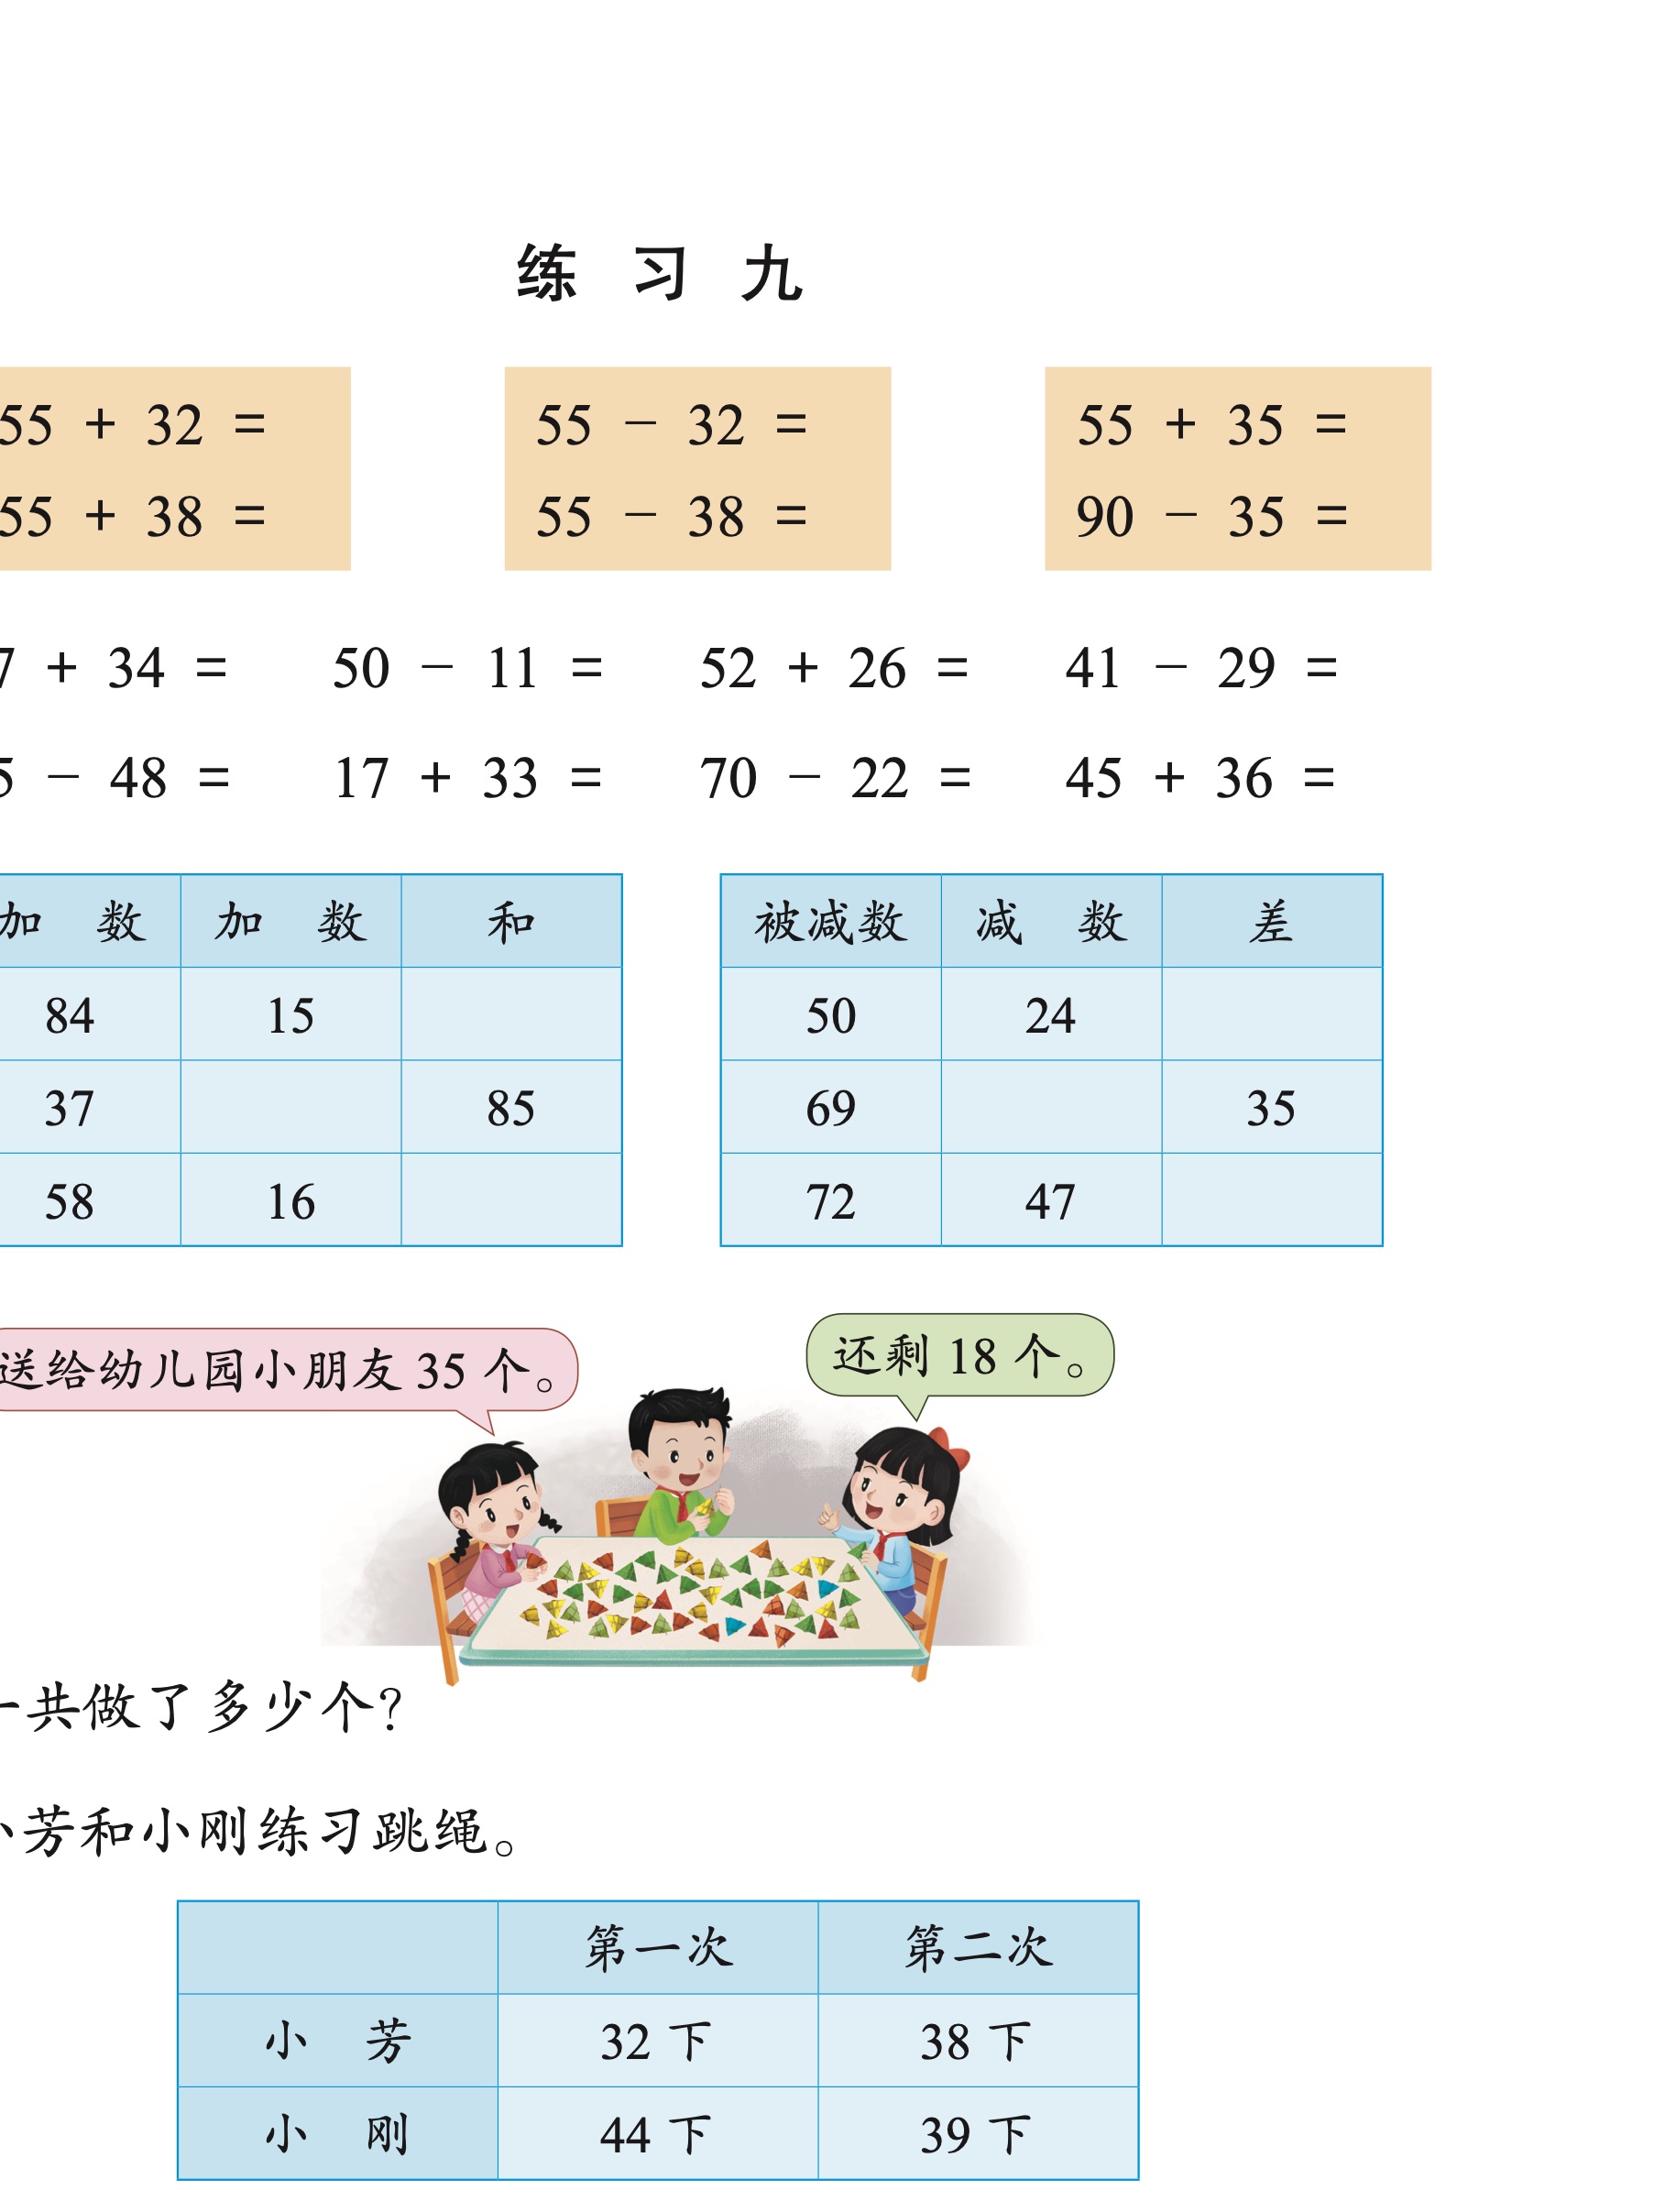 练 习 九
55 + 32 = 55 − 32 = 55 + 35 =
55 + 38 = 55 − 38 = 90 − 35 =
7 + 34 = 50 − 11 = 52 + 26 = 41 − 29 =
5 − 48 = 17 + 33 = 70 − 22 = 45 + 36 =
加 数 加 数 和 被减数 减 数 差
84 15 50 24
37 85 69 35
58 16 72 47
送给幼儿园小朋友 35 个。
还剩 18 个。
一共做了多少个?
小芳和小刚练习跳绳。
第一次 第二次
小 芳 32 下 38 下
小 刚 44 下 39 下